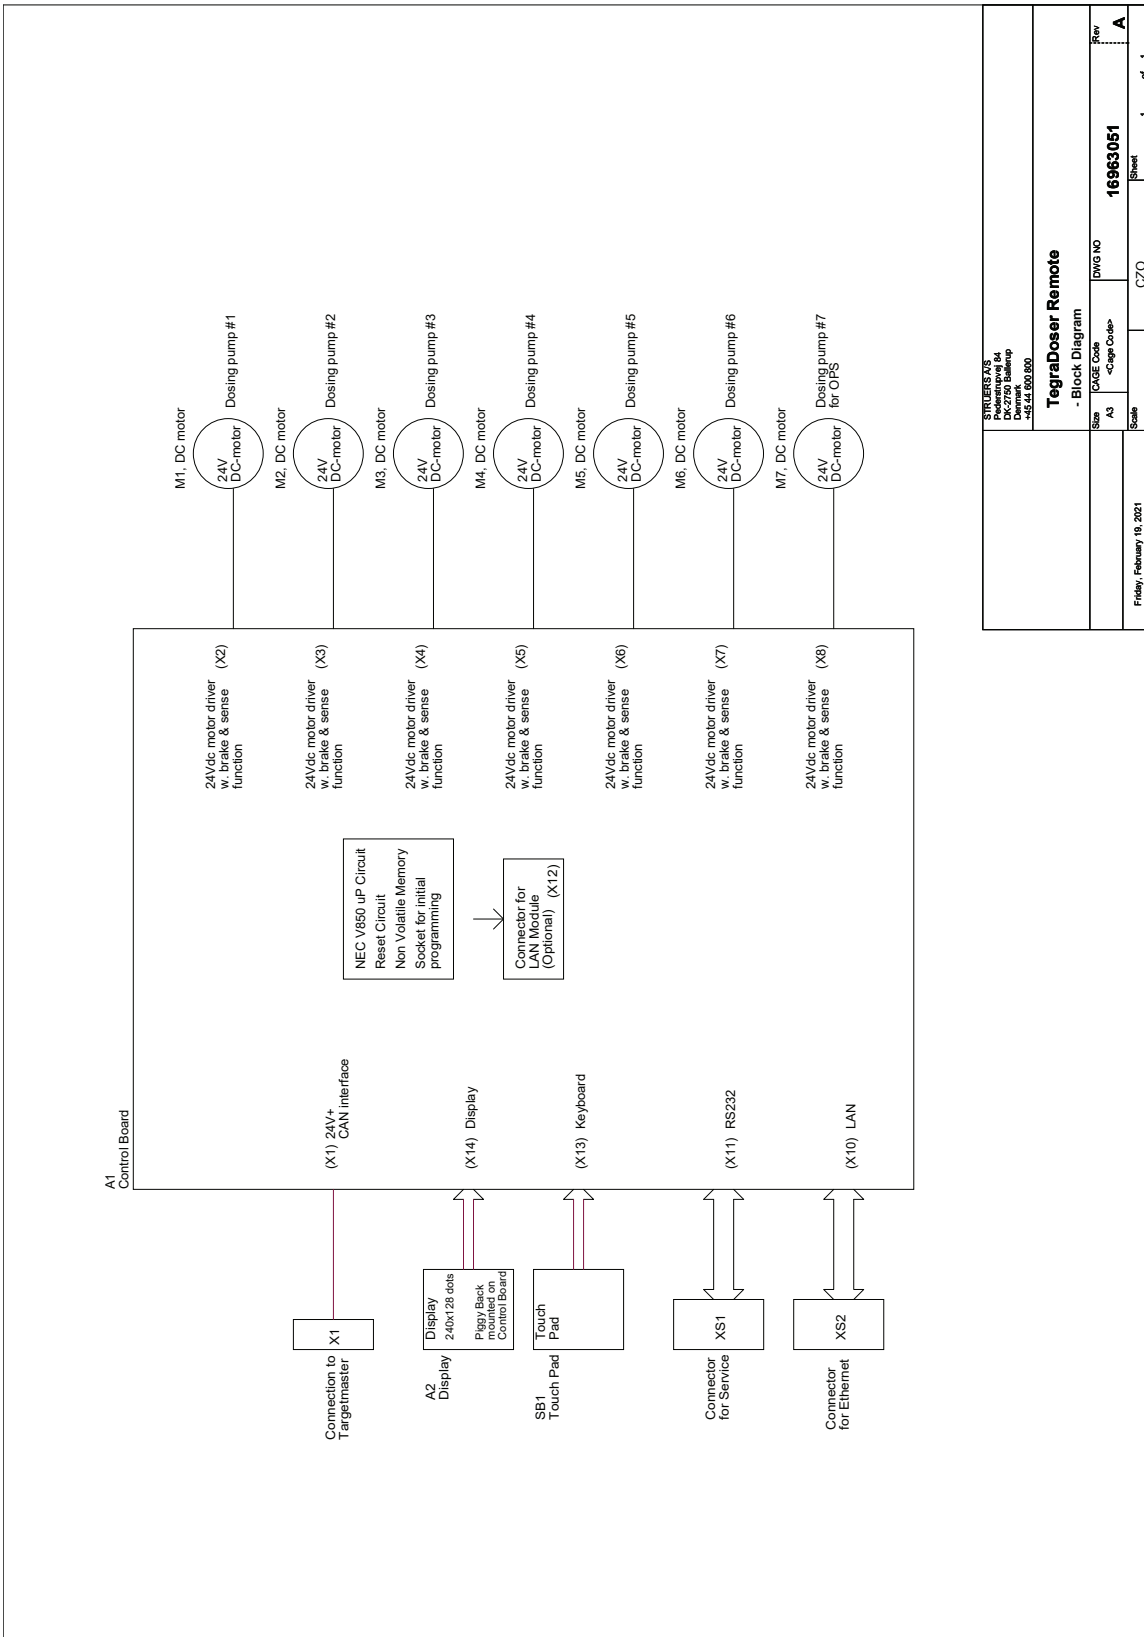 A1
Control Board
Connection to
Targetmaster
X1
(X1) 24V+
CAN interface
A2
Display
Display
240x128 dots
Piggy Back
mounted on
Control Board
(X14) Display
SB1
Touch Pad
Touch
Pad
(X13) Keyboard
Connector
for Service
XS1
(X11) RS232
Connector
for Ethernet
XS2
(X10) LAN
NEC V850 uP Circuit
Reset Circuit
Non Volatile Memory
Socket for initial
programming
Connector for
LAN Module
(Optional) (X12)
24Vdc motor driver (X2)
w. brake & sense
function
M1, DC motor
24V
DC-motor
Dosing pump #1
24Vdc motor driver (X3)
w. brake & sense
function
M2, DC motor
24V
DC-motor
Dosing pump #2
24Vdc motor driver (X4)
w. brake & sense
function
M3, DC motor
24V
DC-motor
Dosing pump #3
24Vdc motor driver (X5)
w. brake & sense
function
M4, DC motor
24V
DC-motor
Dosing pump #4
24Vdc motor driver (X6)
w. brake & sense
function
M5, DC motor
24V
DC-motor
Dosing pump #5
24Vdc motor driver (X7)
w. brake & sense
function
M6, DC motor
24V
DC-motor
Dosing pump #6
24Vdc motor driver (X8)
w. brake & sense
function
M7, DC motor
24V
DC-motor
Dosing pump #7
for OPS
STRUERS A/S
Pederstrupvej 84
DK-2750 Ballerup
Denmark
+45 44 600 800
TegraDoser Remote
- Block Diagram
Size
A3
CAGE Code
<Cage Code>
DWG NO
16963051
Rev
A
Friday, February 19, 2021
Scale
CZO
Sheet